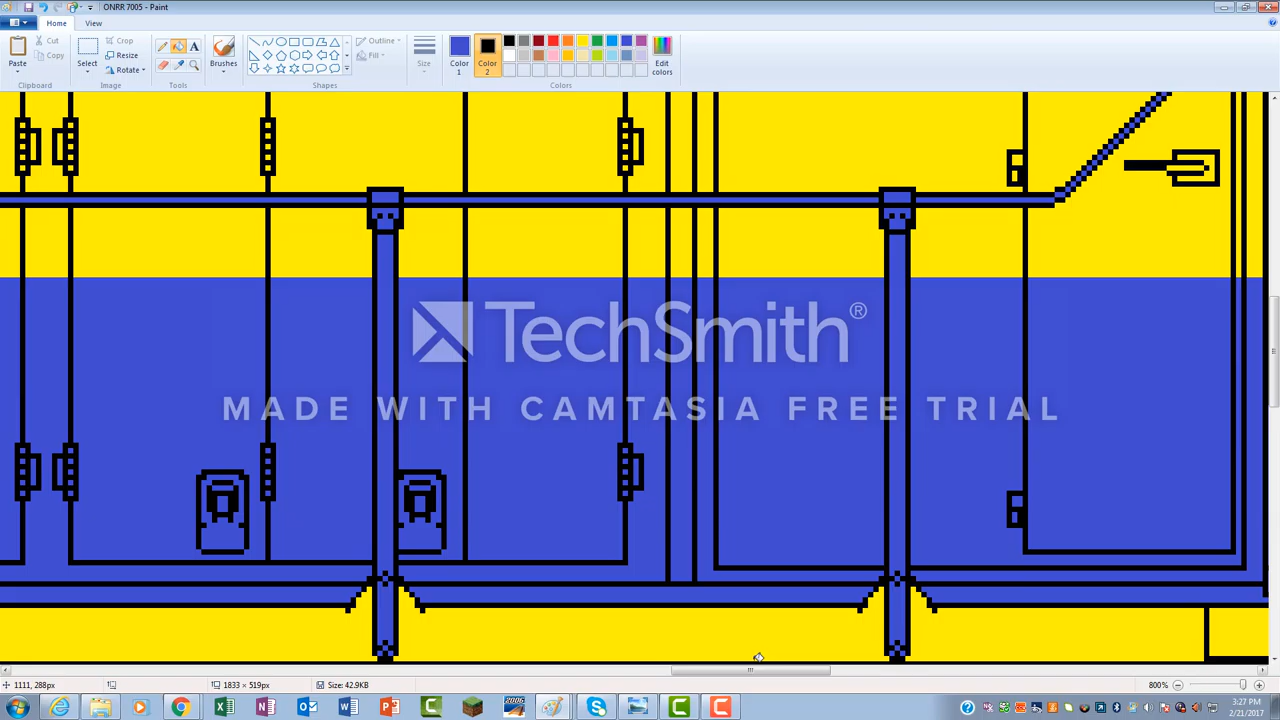 ONRR 7005 - Paint
Home
View
Paste
Cut
Copy
Clipboard
Select
Crop
Resize
Rotate
Image
A
Tools
Brushes
Outline
Fill
Shapes
Size
Color 1
Color 2
Edit colors
Colors
TechSmith®
MADE WITH CAMTASIA FREE TRIAL
1111, 288px
1833 × 519px
Size: 42.9KB
800%
3:27 PM
2/21/2017